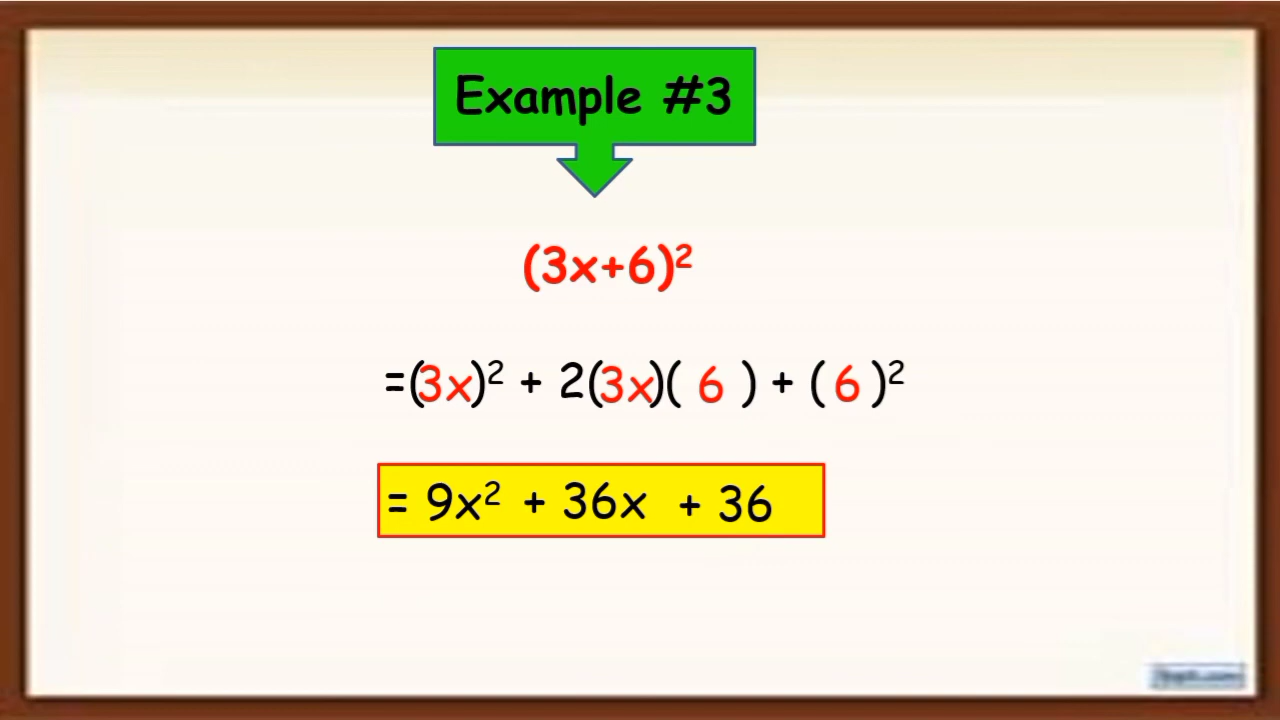 Example #3
(3x+6)²
=(3x)² + 2(3x)( 6 ) + ( 6 )²
= 9x² + 36x + 36